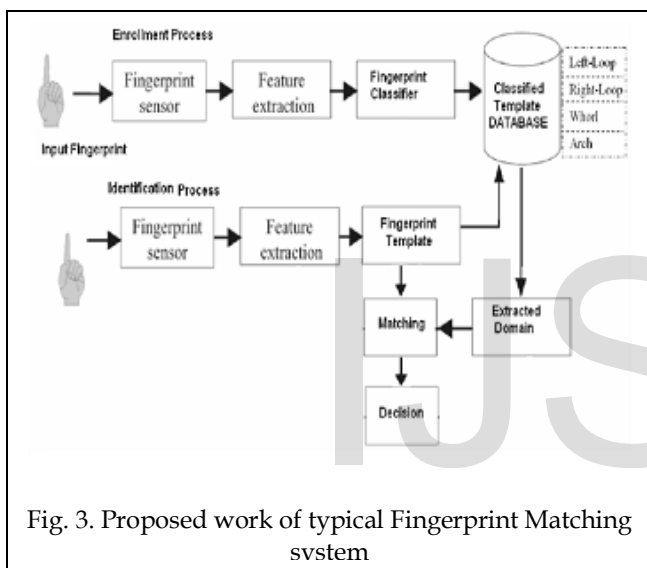 Enrollment Process
Fingerprint
sensor
Feature
extraction
Fingerprint
Classifier
Classified
Template
DATABASE
Left-Loop
Right-Loop
Whorl
Arch
Input Fingerprint
Identification Process
Fingerprint
sensor
Feature
extraction
Fingerprint
Template
Matching
Extracted
Domain
Decision
IJS
Fig. 3. Proposed work of typical Fingerprint Matching
system